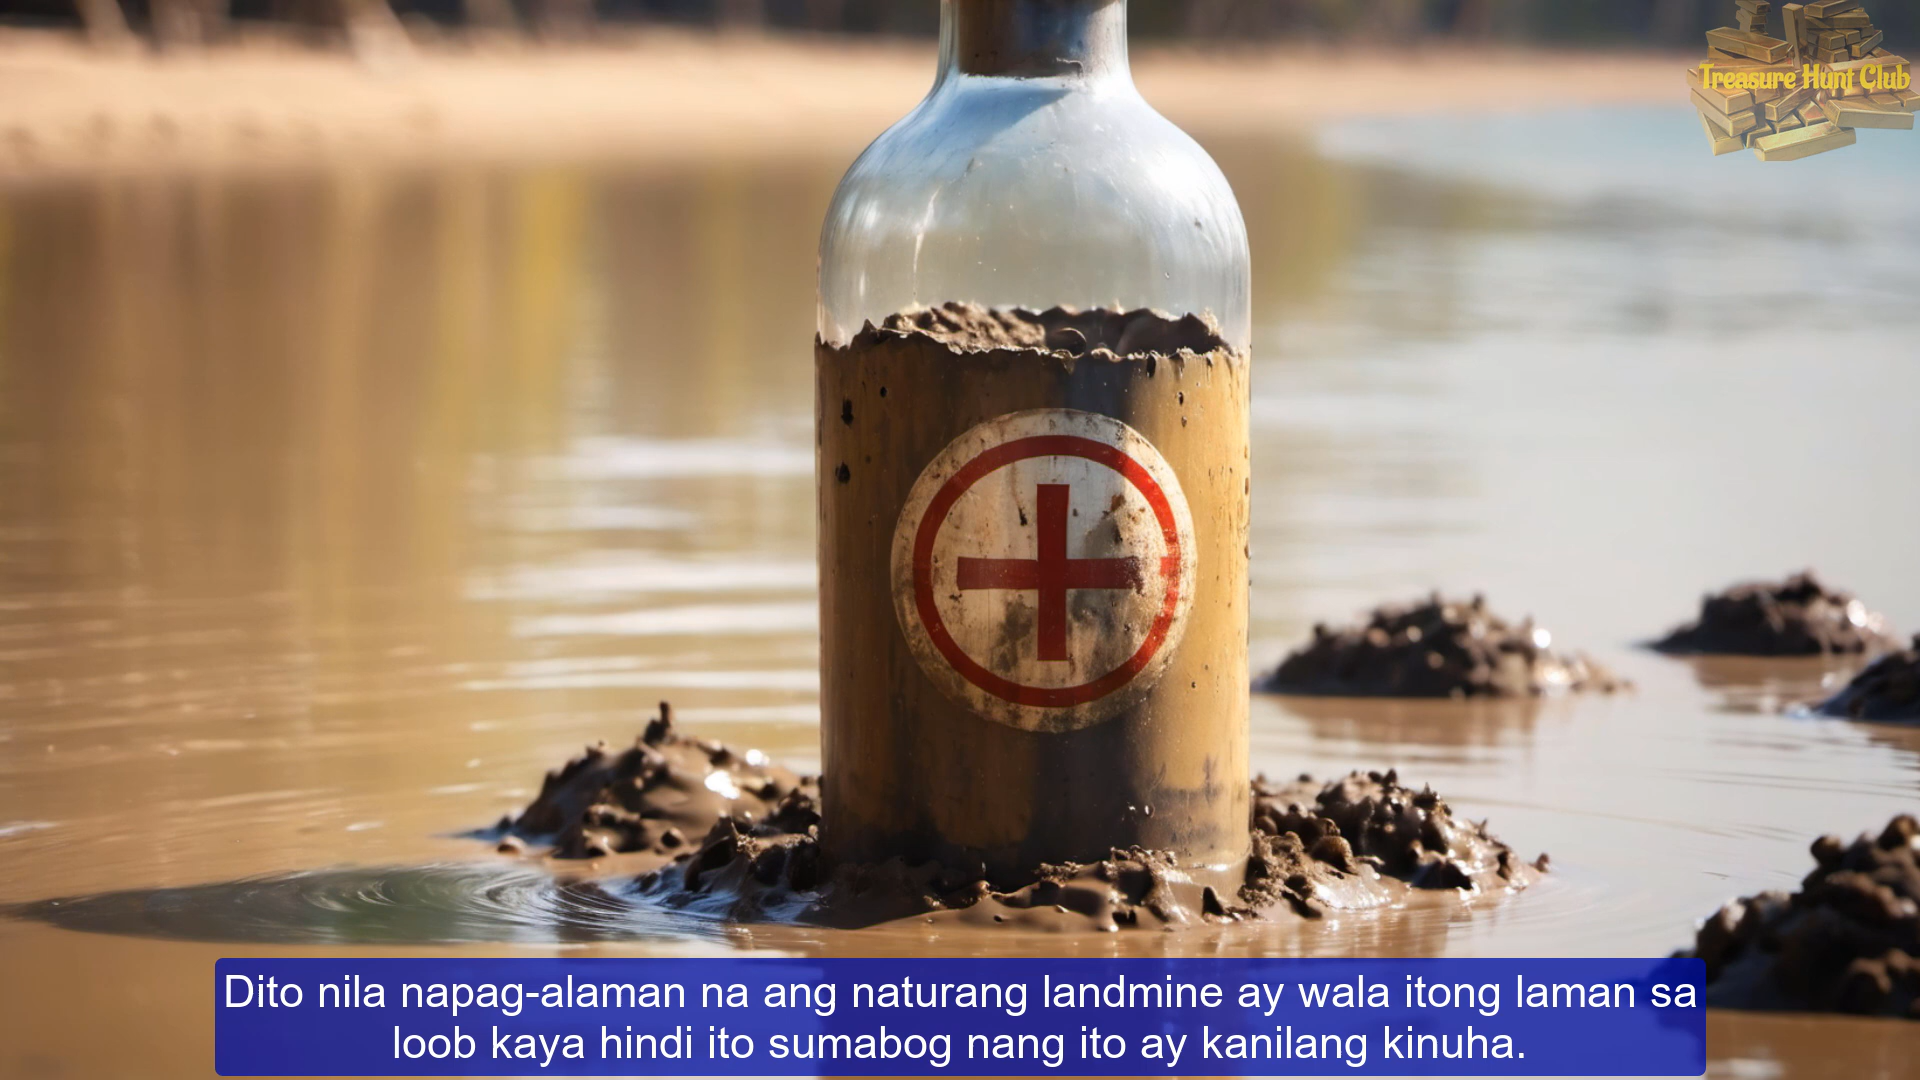 Treasure Hunt Club
Dito nila napag-alaman na ang naturang landmine ay wala itong laman sa
loob kaya hindi ito sumabog nang ito ay kanilang kinuha.